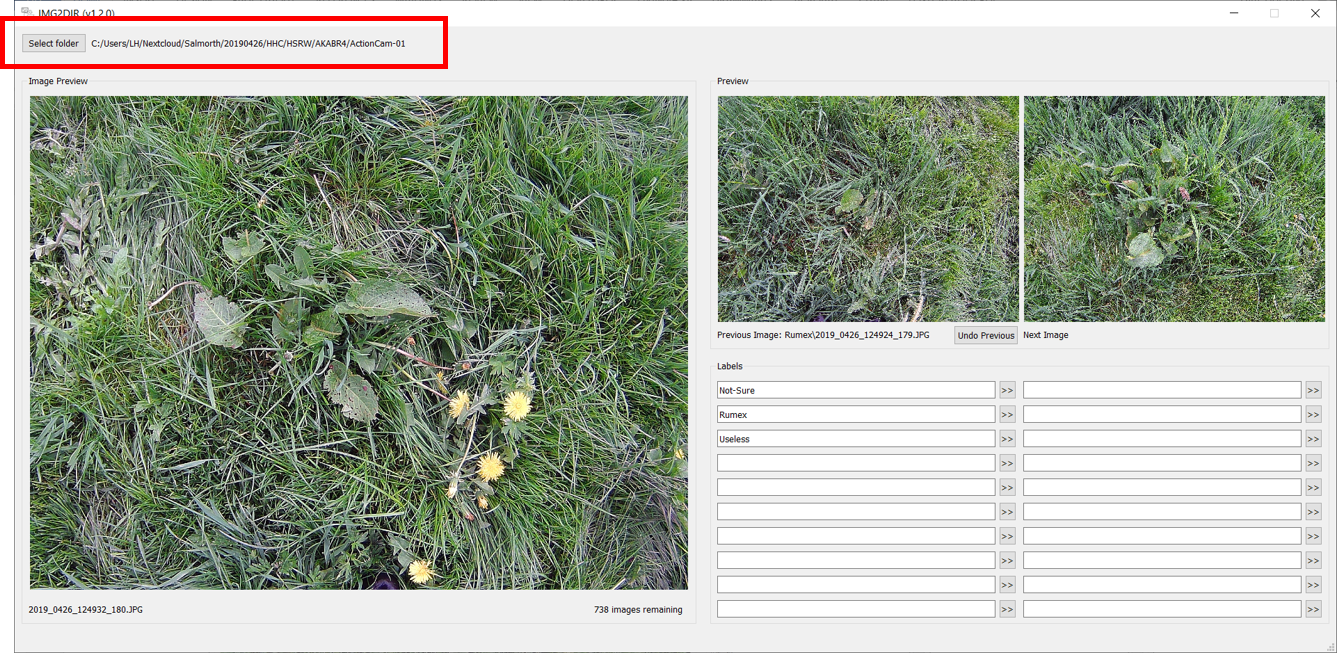 IMG2DIR (v1.2.0)
Select folder C:/Users/LH/Nextcloud/Salmorth/20190426/HHC/HSRW/AKABR4/ActionCam-01
Image Preview
2019_0426_124932_180.JPG 738 images remaining
Preview
Previous Image: Rumex\2019_0426_124924_179.JPG Undo Previous Next Image
Labels
Not-Sure >> >>
Rumex >> >>
Useless >> >>
>> >>
>> >>
>> >>
>> >>
>> >>
>> >>
>> >>